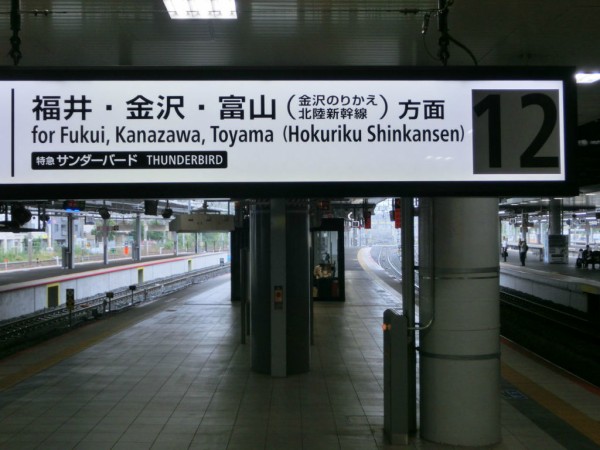 福井・金沢・富山（金沢のりかえ 北陸新幹線）方面
for Fukui, Kanazawa, Toyama (Hokuriku Shinkansen)
特急 サンダーバード THUNDERBIRD
12